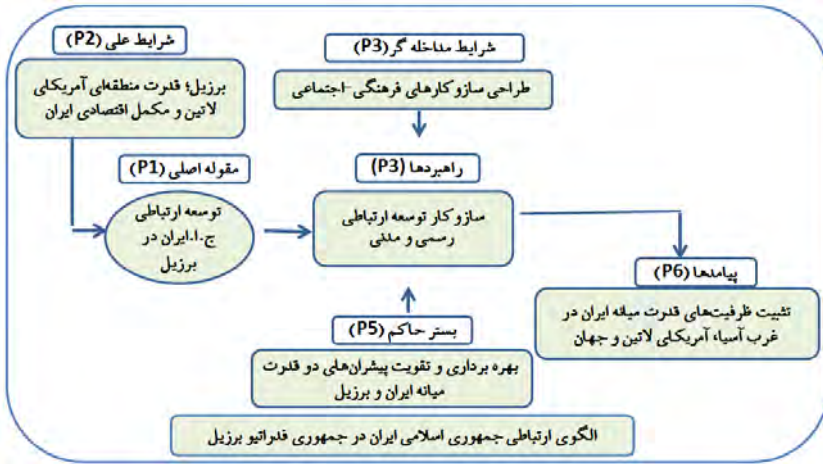 شرایط علی (P2)
برزیل؛ قدرت منطقه‌ای آمریکای
لاتین و مکمل اقتصادی ایران
شرایط مداخله گر (P3)
طراحی سازوکارهای فرهنگی-اجتماعی
مقوله اصلی (P1)
توسعه ارتباطی
ج.ا.ایران در
برزیل
راهبردها (P3)
سازوکار توسعه ارتباطی
رسمی و مدنی
پیامدها (P6)
تثبیت ظرفیت‌های قدرت میانه ایران در
غرب آسیا، آمریکای لاتین و جهان
بستر حاکم (P5)
بهره برداری و تقویت پیشران‌های دو قدرت
میانه ایران و برزیل
الگوی ارتباطی جمهوری اسلامی ایران در جمهوری فدراتیو برزیل